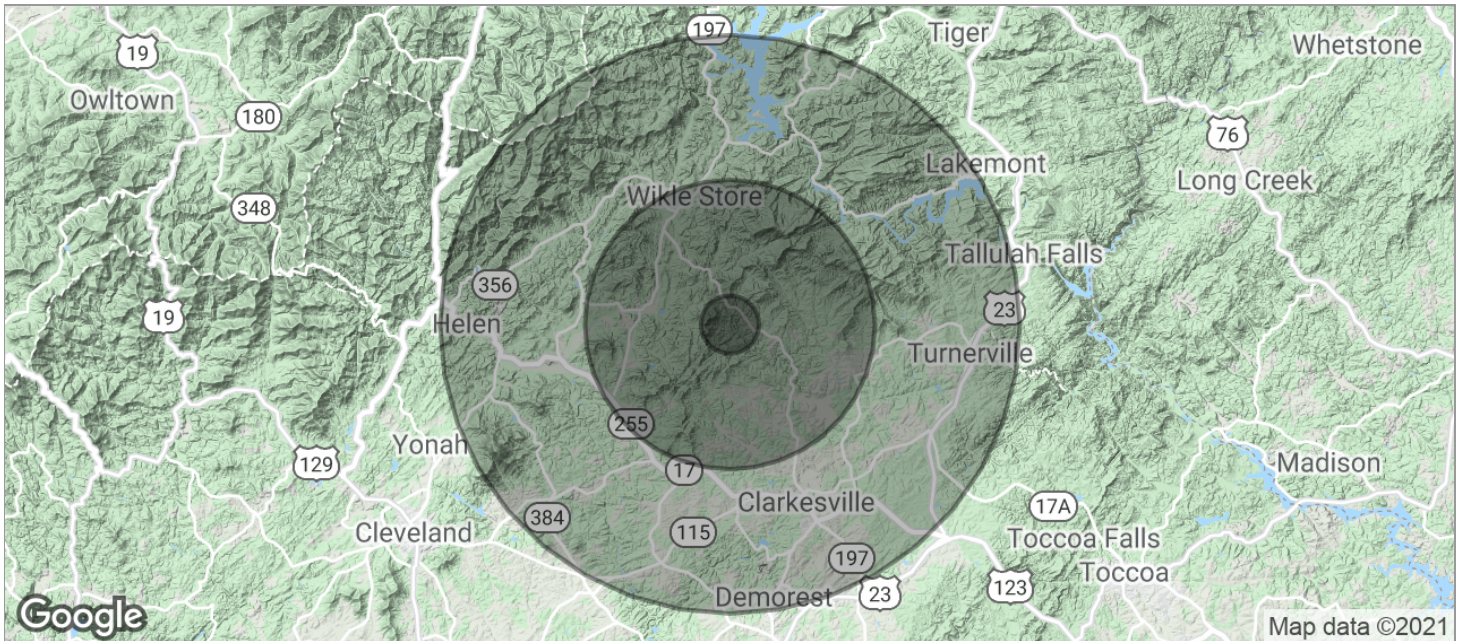 197
Tiger
Whetstone
19
Owltown
180
76
Lakemont
Long Creek
Wikle Store
348
Tallulah Falls
356
19
23
Helen
Turnerville
255
Yonah
129
17
Madison
Clarkesville
17A
384
115
Cleveland
Toccoa Falls
197
Toccoa
123
Demorest
23
Google
Map data ©2021